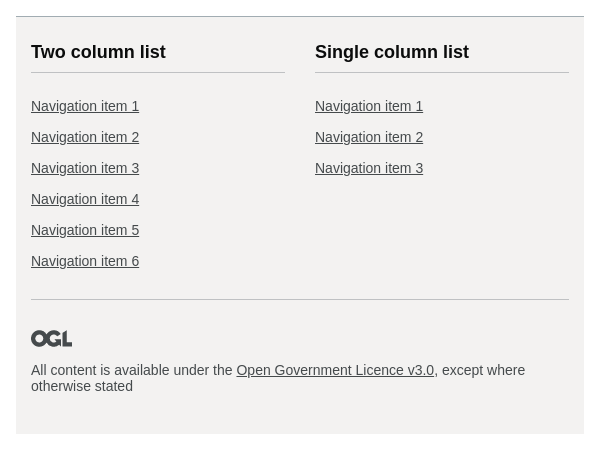 Two column list
Navigation item 1
Navigation item 2
Navigation item 3
Navigation item 4
Navigation item 5
Navigation item 6
Single column list
Navigation item 1
Navigation item 2
Navigation item 3
OGL
All content is available under the Open Government Licence v3.0, except where
otherwise stated